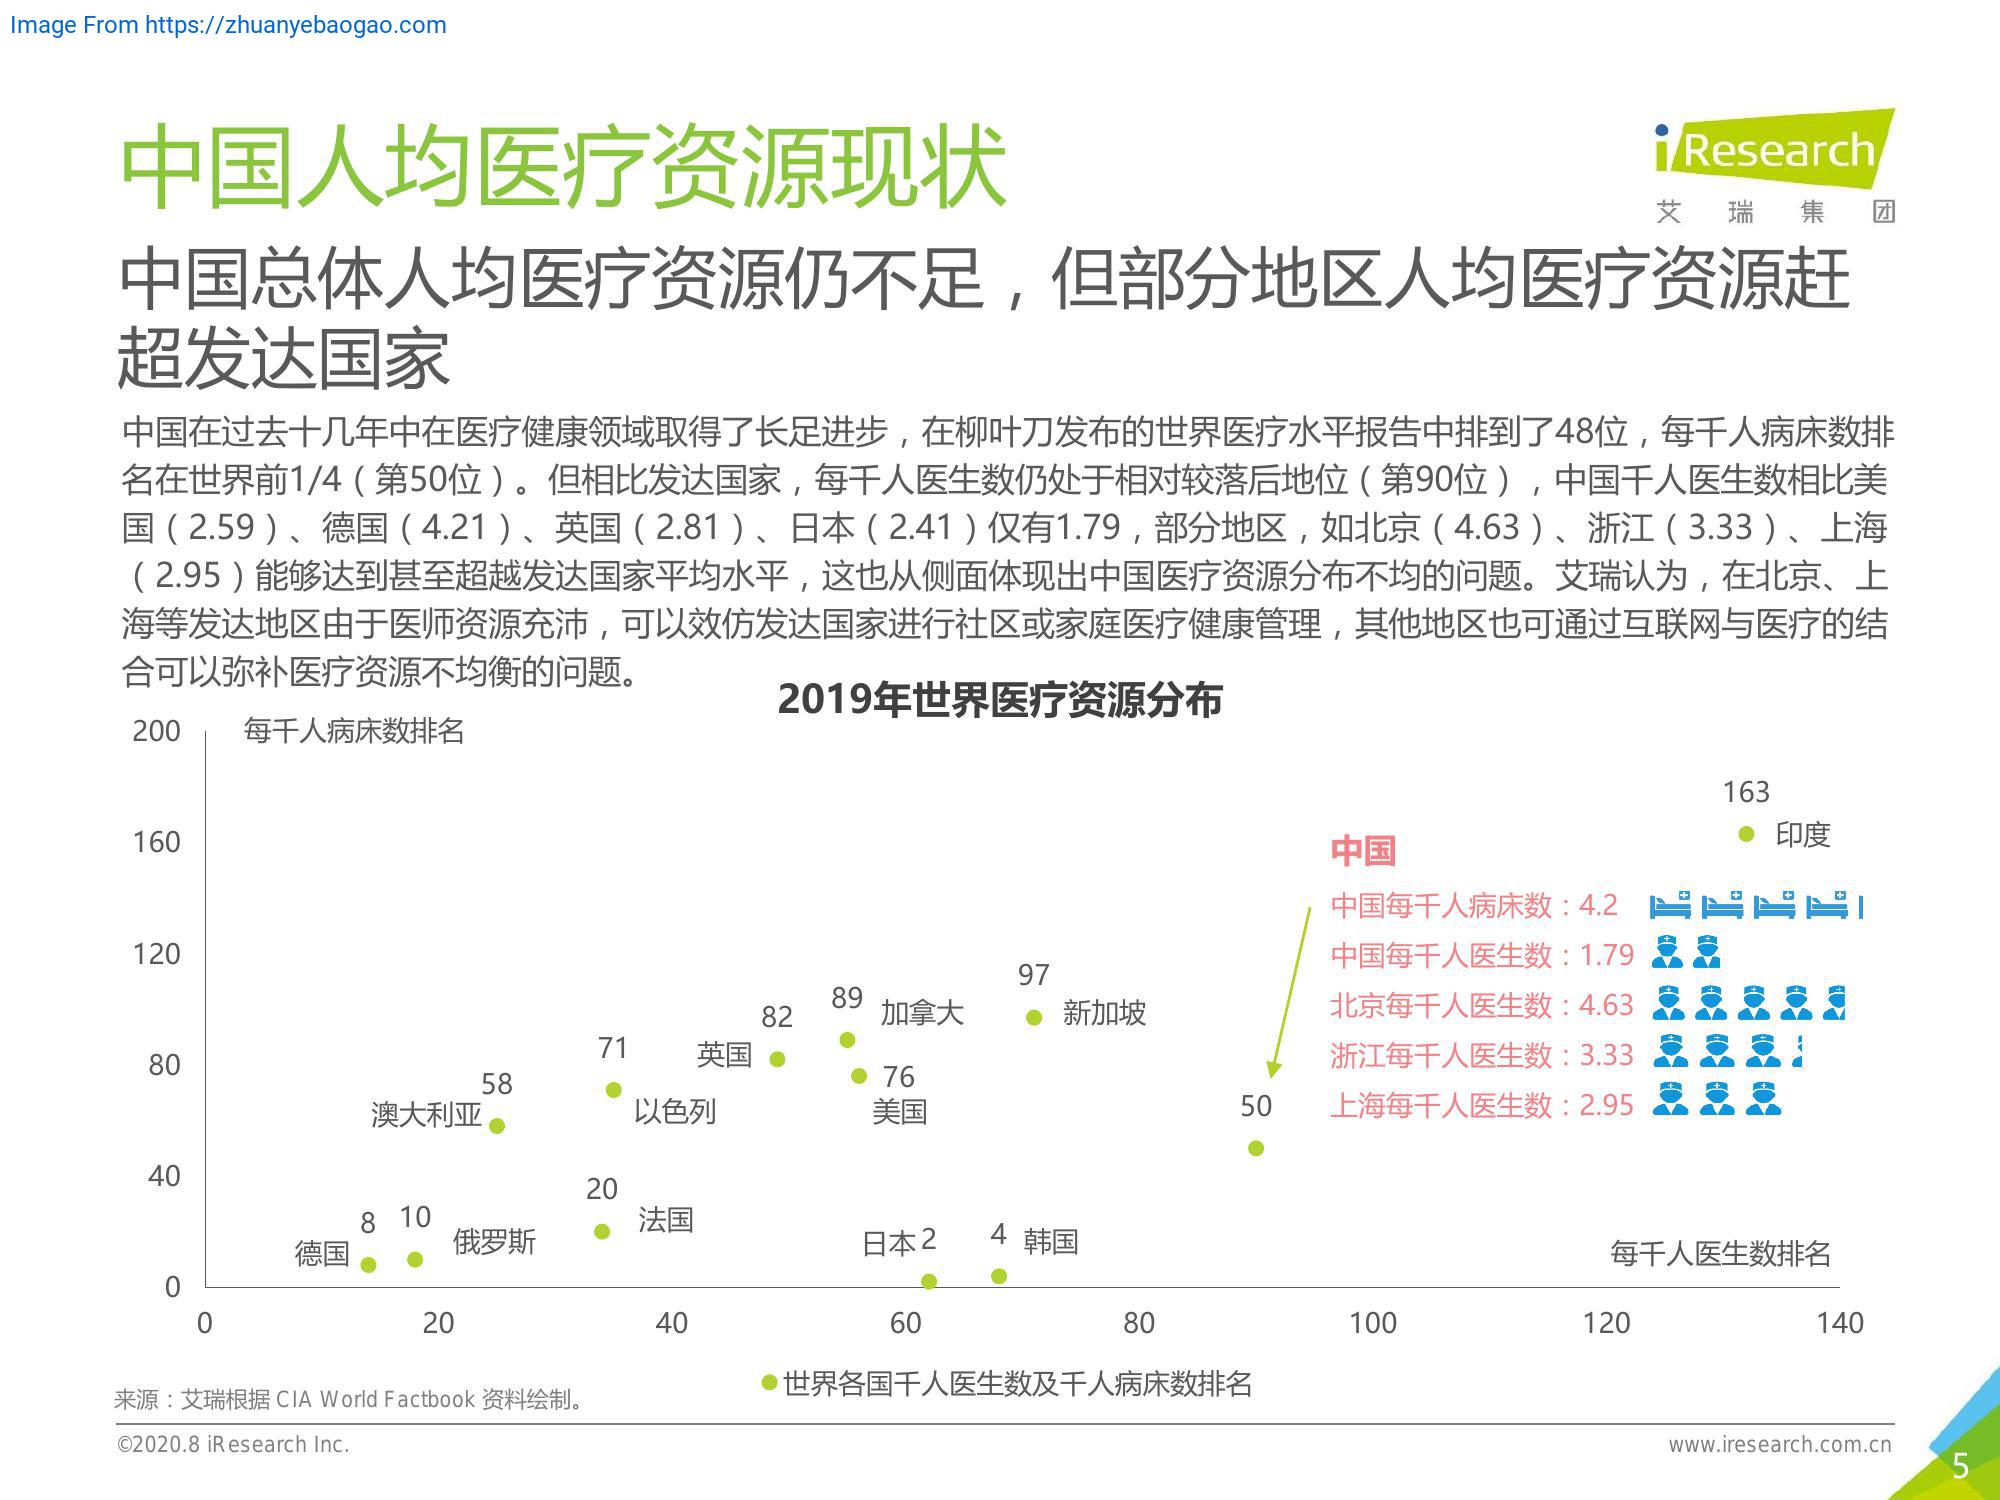 Image From https://zhuanyebaogao.com
中国人均医疗资源现状
iResearch
艾瑞集团
中国总体人均医疗资源仍不足，但部分地区人均医疗资源赶
超发达国家
中国在过去十几年中在医疗健康领域取得了长足进步，在柳叶刀发布的世界医疗水平报告中排到了48位，每千人病床数排
名在世界前1/4（第50位）。但相比发达国家，每千人医生数仍处于相对较落后地位（第90位），中国千人医生数相比美
国（2.59）、德国（4.21）、英国（2.81）、日本（2.41）仅有1.79，部分地区，如北京（4.63）、浙江（3.33）、上海
（2.95）能够达到甚至超越发达国家平均水平，这也从侧面体现出中国医疗资源分布不均的问题。艾瑞认为，在北京、上
海等发达地区由于医师资源充沛，可以效仿发达国家进行社区或家庭医疗健康管理，其他地区也可通过互联网与医疗的结
合可以弥补医疗资源不均衡的问题。
2019年世界医疗资源分布
200
每千人病床数排名
163
160
印度
中国
中国每千人病床数：4.2
120
中国每千人医生数：1.79
97
89
加拿大
新加坡
北京每千人医生数：4.63
82
71
英国
浙江每千人医生数：3.33
80
58
76
澳大利亚
以色列
美国
50
上海每千人医生数：2.95
40
20
8
10
法国
德国
俄罗斯
日本
2
4
韩国
每千人医生数排名
0
0
20
40
60
80
100
120
140
世界各国千人医生数及千人病床数排名
来源：艾瑞根据 CIA World Factbook 资料绘制。
©2020.8 iResearch Inc.
www.iresearch.com.cn
5